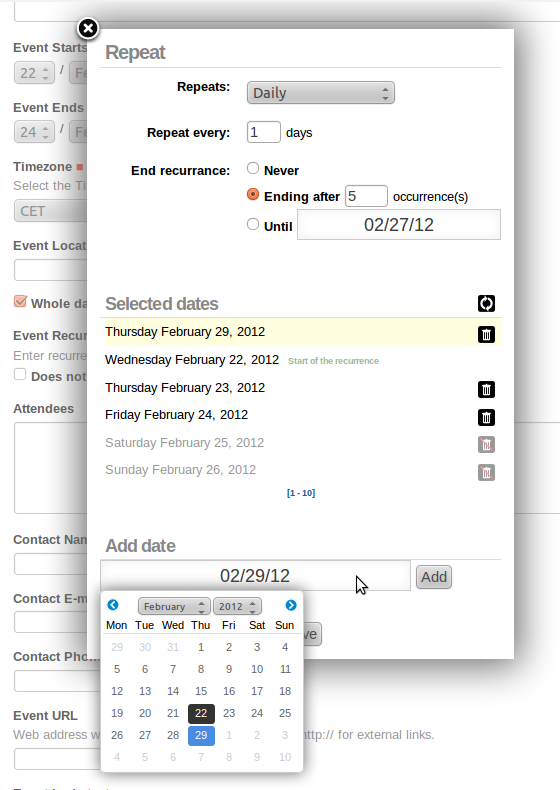 Repeat
Event Starts
22 / Fe
Repeats: Daily
Event Ends
24 / Fe
Repeat every: 1 days
Timezone
Select the Ti
End recurrance: Never
Ending after 5 occurrence(s)
CET
Until 02/27/12
Event Locat
Whole da
Selected dates
Event Recur
Enter recurre
Does not
Thursday February 29, 2012
Wednesday February 22, 2012 Start of the recurrence
Thursday February 23, 2012
Attendees
Friday February 24, 2012
Saturday February 25, 2012
Sunday February 26, 2012
[1 - 10]
Contact Nan
Add date
02/29/12 Add
Contact E-m
February 2012
Mon Tue Wed Thu Fri Sat Sun
29 30 31 1 2 3 4
5 6 7 8 9 10 11
12 13 14 15 16 17 18
19 20 21 22 23 24 25
26 27 28 29 1 2 3
4 5 6 7 8 9 10
ve
Contact Pho
Event URL
Web address w http:// for external links.